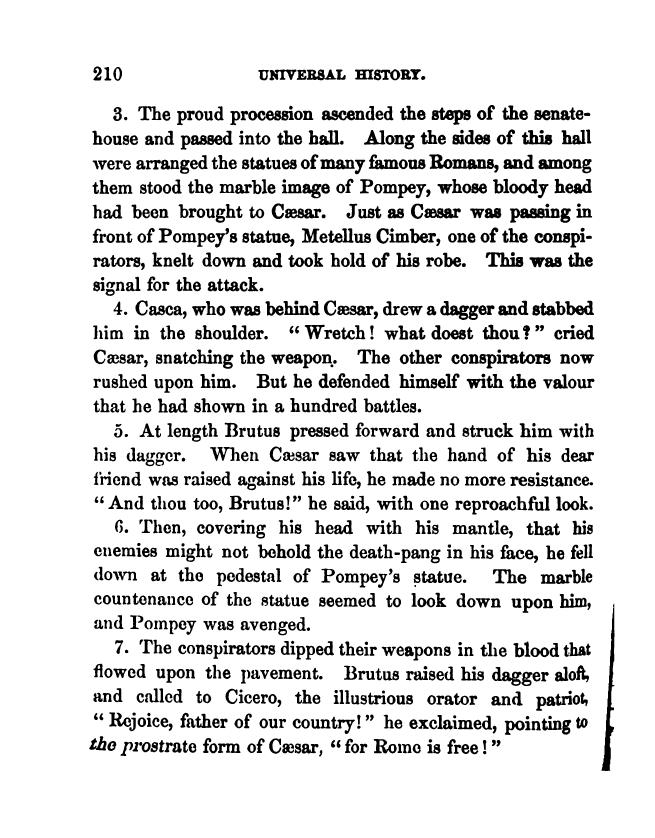 210 UNIVERSAL HISTORY.
3. The proud procession ascended the steps of the senate-
house and passed into the hall. Along the sides of this hall
were arranged the statues of many famous Romans, and among
them stood the marble image of Pompey, whose bloody head
had been brought to Cæsar. Just as Cæsar was passing in
front of Pompey's statue, Metellus Cimber, one of the conspi-
rators, knelt down and took hold of his robe. This was the
signal for the attack.
4. Casca, who was behind Cæsar, drew a dagger and stabbed
him in the shoulder. "Wretch! what doest thou?" cried
Cæsar, snatching the weapon. The other conspirators now
rushed upon him. But he defended himself with the valour
that he had shown in a hundred battles.
5. At length Brutus pressed forward and struck him with
his dagger. When Cæsar saw that the hand of his dear
friend was raised against his life, he made no more resistance.
"And thou too, Brutus!" he said, with one reproachful look.
6. Then, covering his head with his mantle, that his
enemies might not behold the death-pang in his face, he fell
down at the pedestal of Pompey's statue. The marble
countenance of the statue seemed to look down upon him,
and Pompey was avenged.
7. The conspirators dipped their weapons in the blood that
flowed upon the pavement. Brutus raised his dagger aloft,
and called to Cicero, the illustrious orator and patriot,
"Rejoice, father of our country!" he exclaimed, pointing to
the prostrate form of Cæsar, "for Rome is free!"